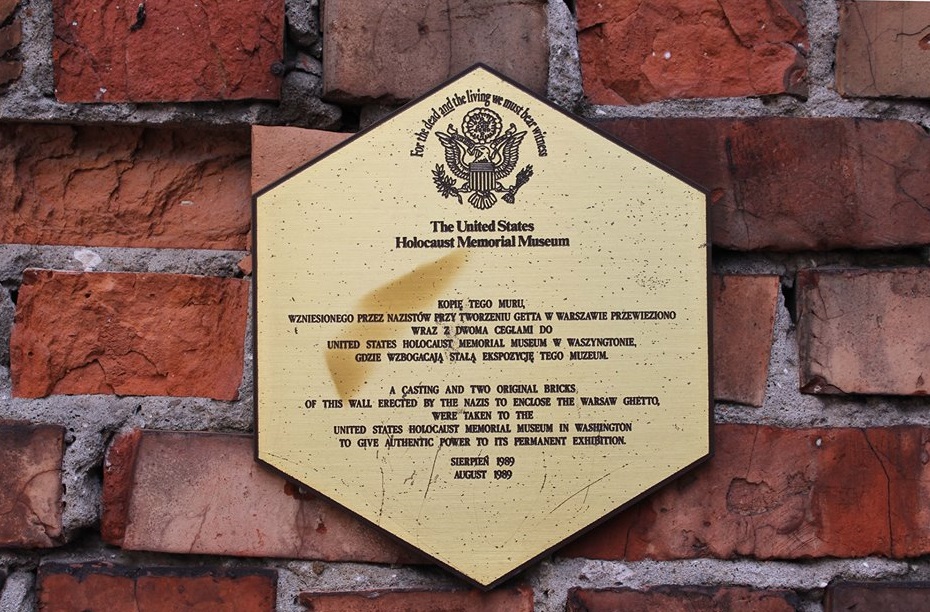 For the dead and the living we must bear witness
The United States
Holocaust Memorial Museum
KOPIĘ TEGO MURU,
WZNIESIONEGO PRZEZ NAZISTÓW PRZY TWORZENIU GETTA W WARSZAWIE PRZEWIEZIONO
WRAZ Z DWOMA CEGŁAMI DO
UNITED STATES HOLOCAUST MEMORIAL MUSEUM W WASZYNGTONIE,
GDZIE WZBOGACAJĄ STAŁĄ EKSPOZYCJĘ TEGO MUZEUM.
A CASTING AND TWO ORIGINAL BRICKS
OF THIS WALL ERECTED BY THE NAZIS TO ENCLOSE THE WARSAW GHETTO,
WERE TAKEN TO THE
UNITED STATES HOLOCAUST MEMORIAL MUSEUM IN WASHINGTON
TO GIVE AUTHENTIC POWER TO ITS PERMANENT EXHIBITION.
SIERPIEŃ 1989
AUGUST 1989